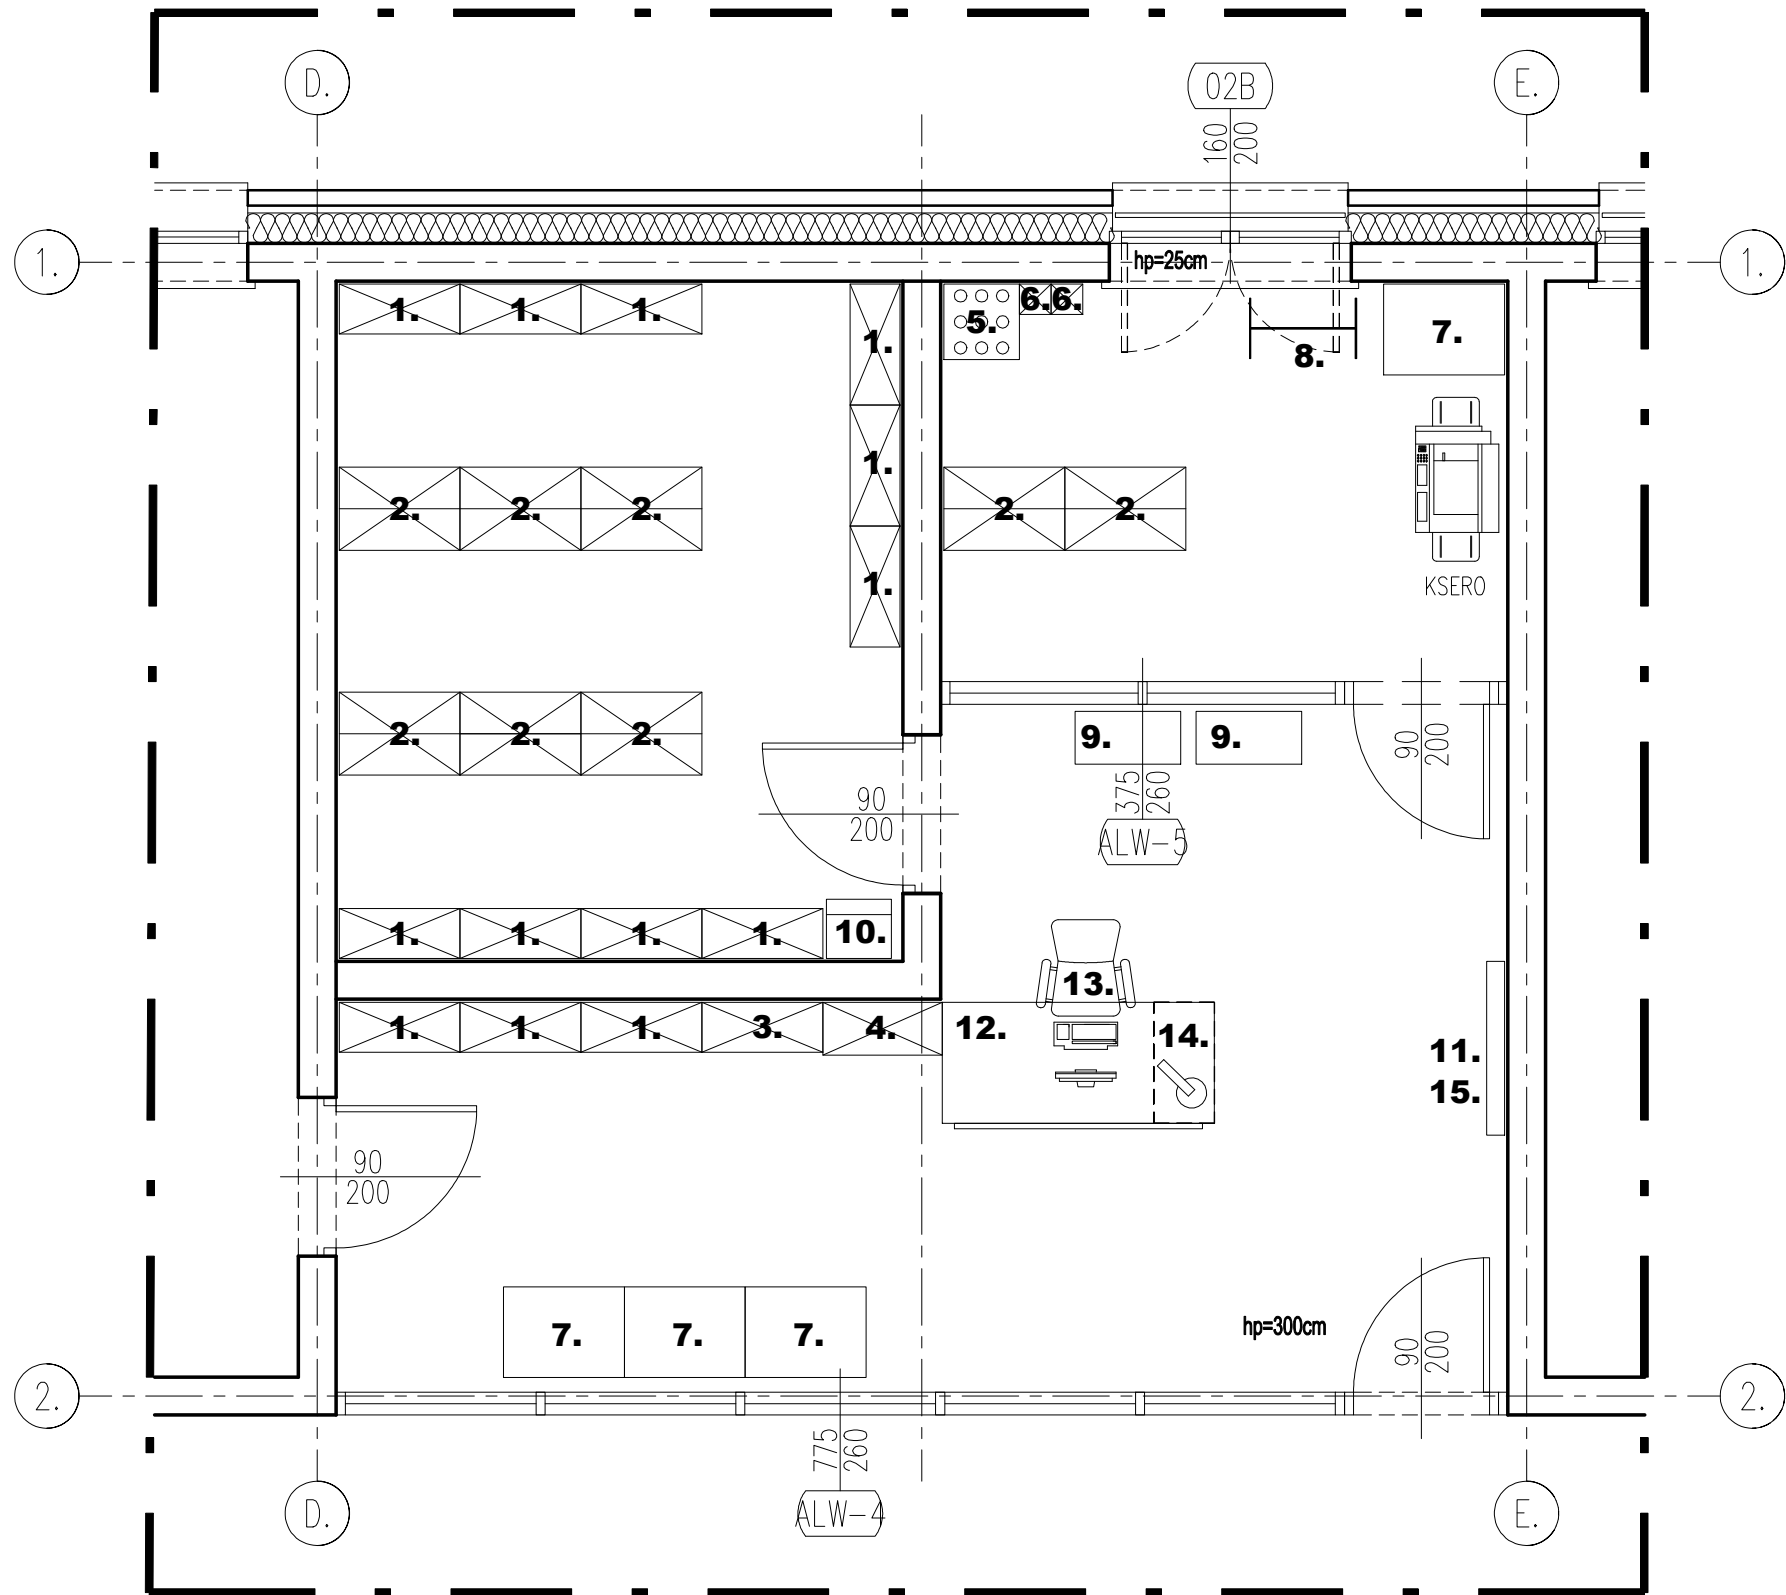 D.
02B
E.
160
200
1.
hp=25cm
1.
1. 1. 1.
1.
5.
6. 6.
8.
7.
1.
2. 2. 2.
2. 2.
1.
KSERO
2. 2. 2.
9. 9.
90
200
90
200
375
260
ALW-5
1. 1. 1. 1. 10.
13.
1. 1. 1. 3. 4. 12. 14.
11.
15.
90
200
7. 7. 7.
hp=300cm
90
200
2.
2.
775
260
D.
ALW-4
E.